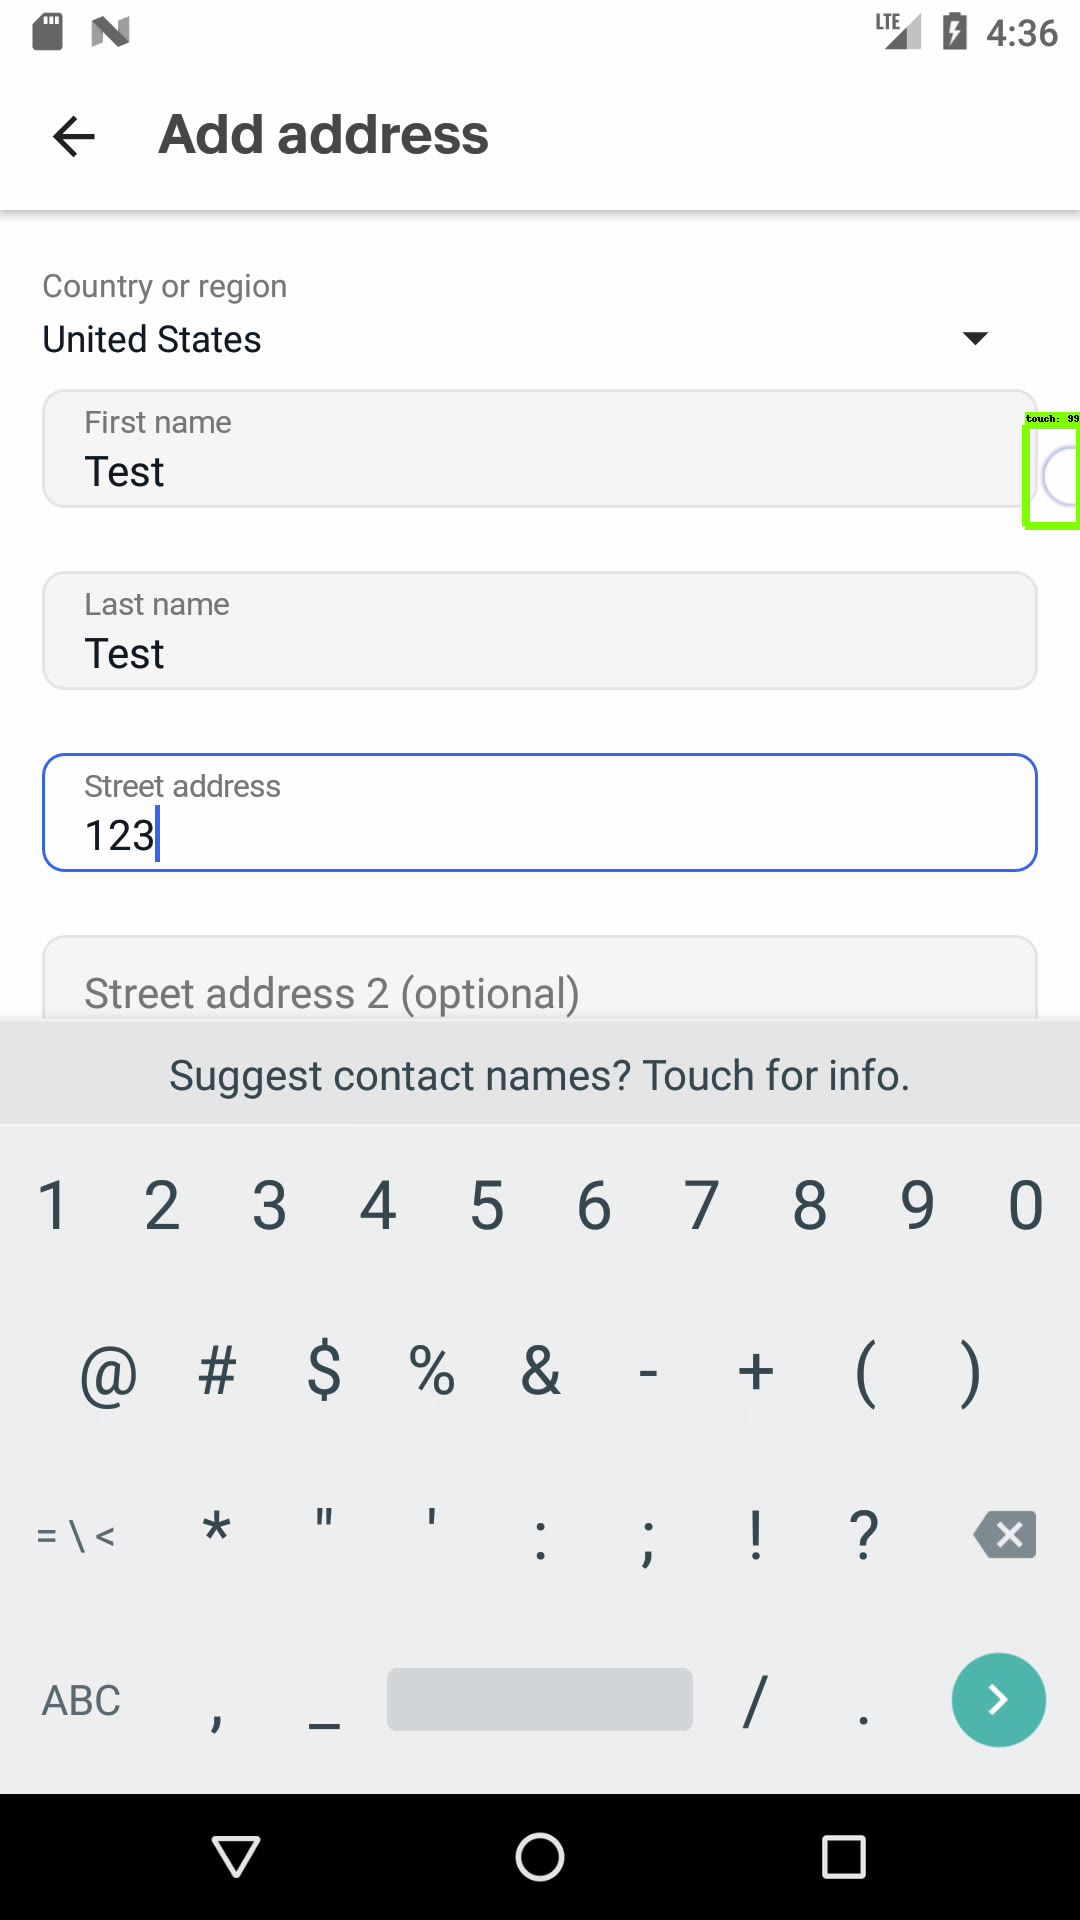 LTE 4:36
Add address
Country or region
United States
First name
Test
touch: 99
Last name
Test
Street address
123
Street address 2 (optional)
Suggest contact names? Touch for info.
1 2 3 4 5 6 7 8 9 0
@ # $ % & - + ( )
= \ < * " ' : ; ! ?
ABC , _ / .